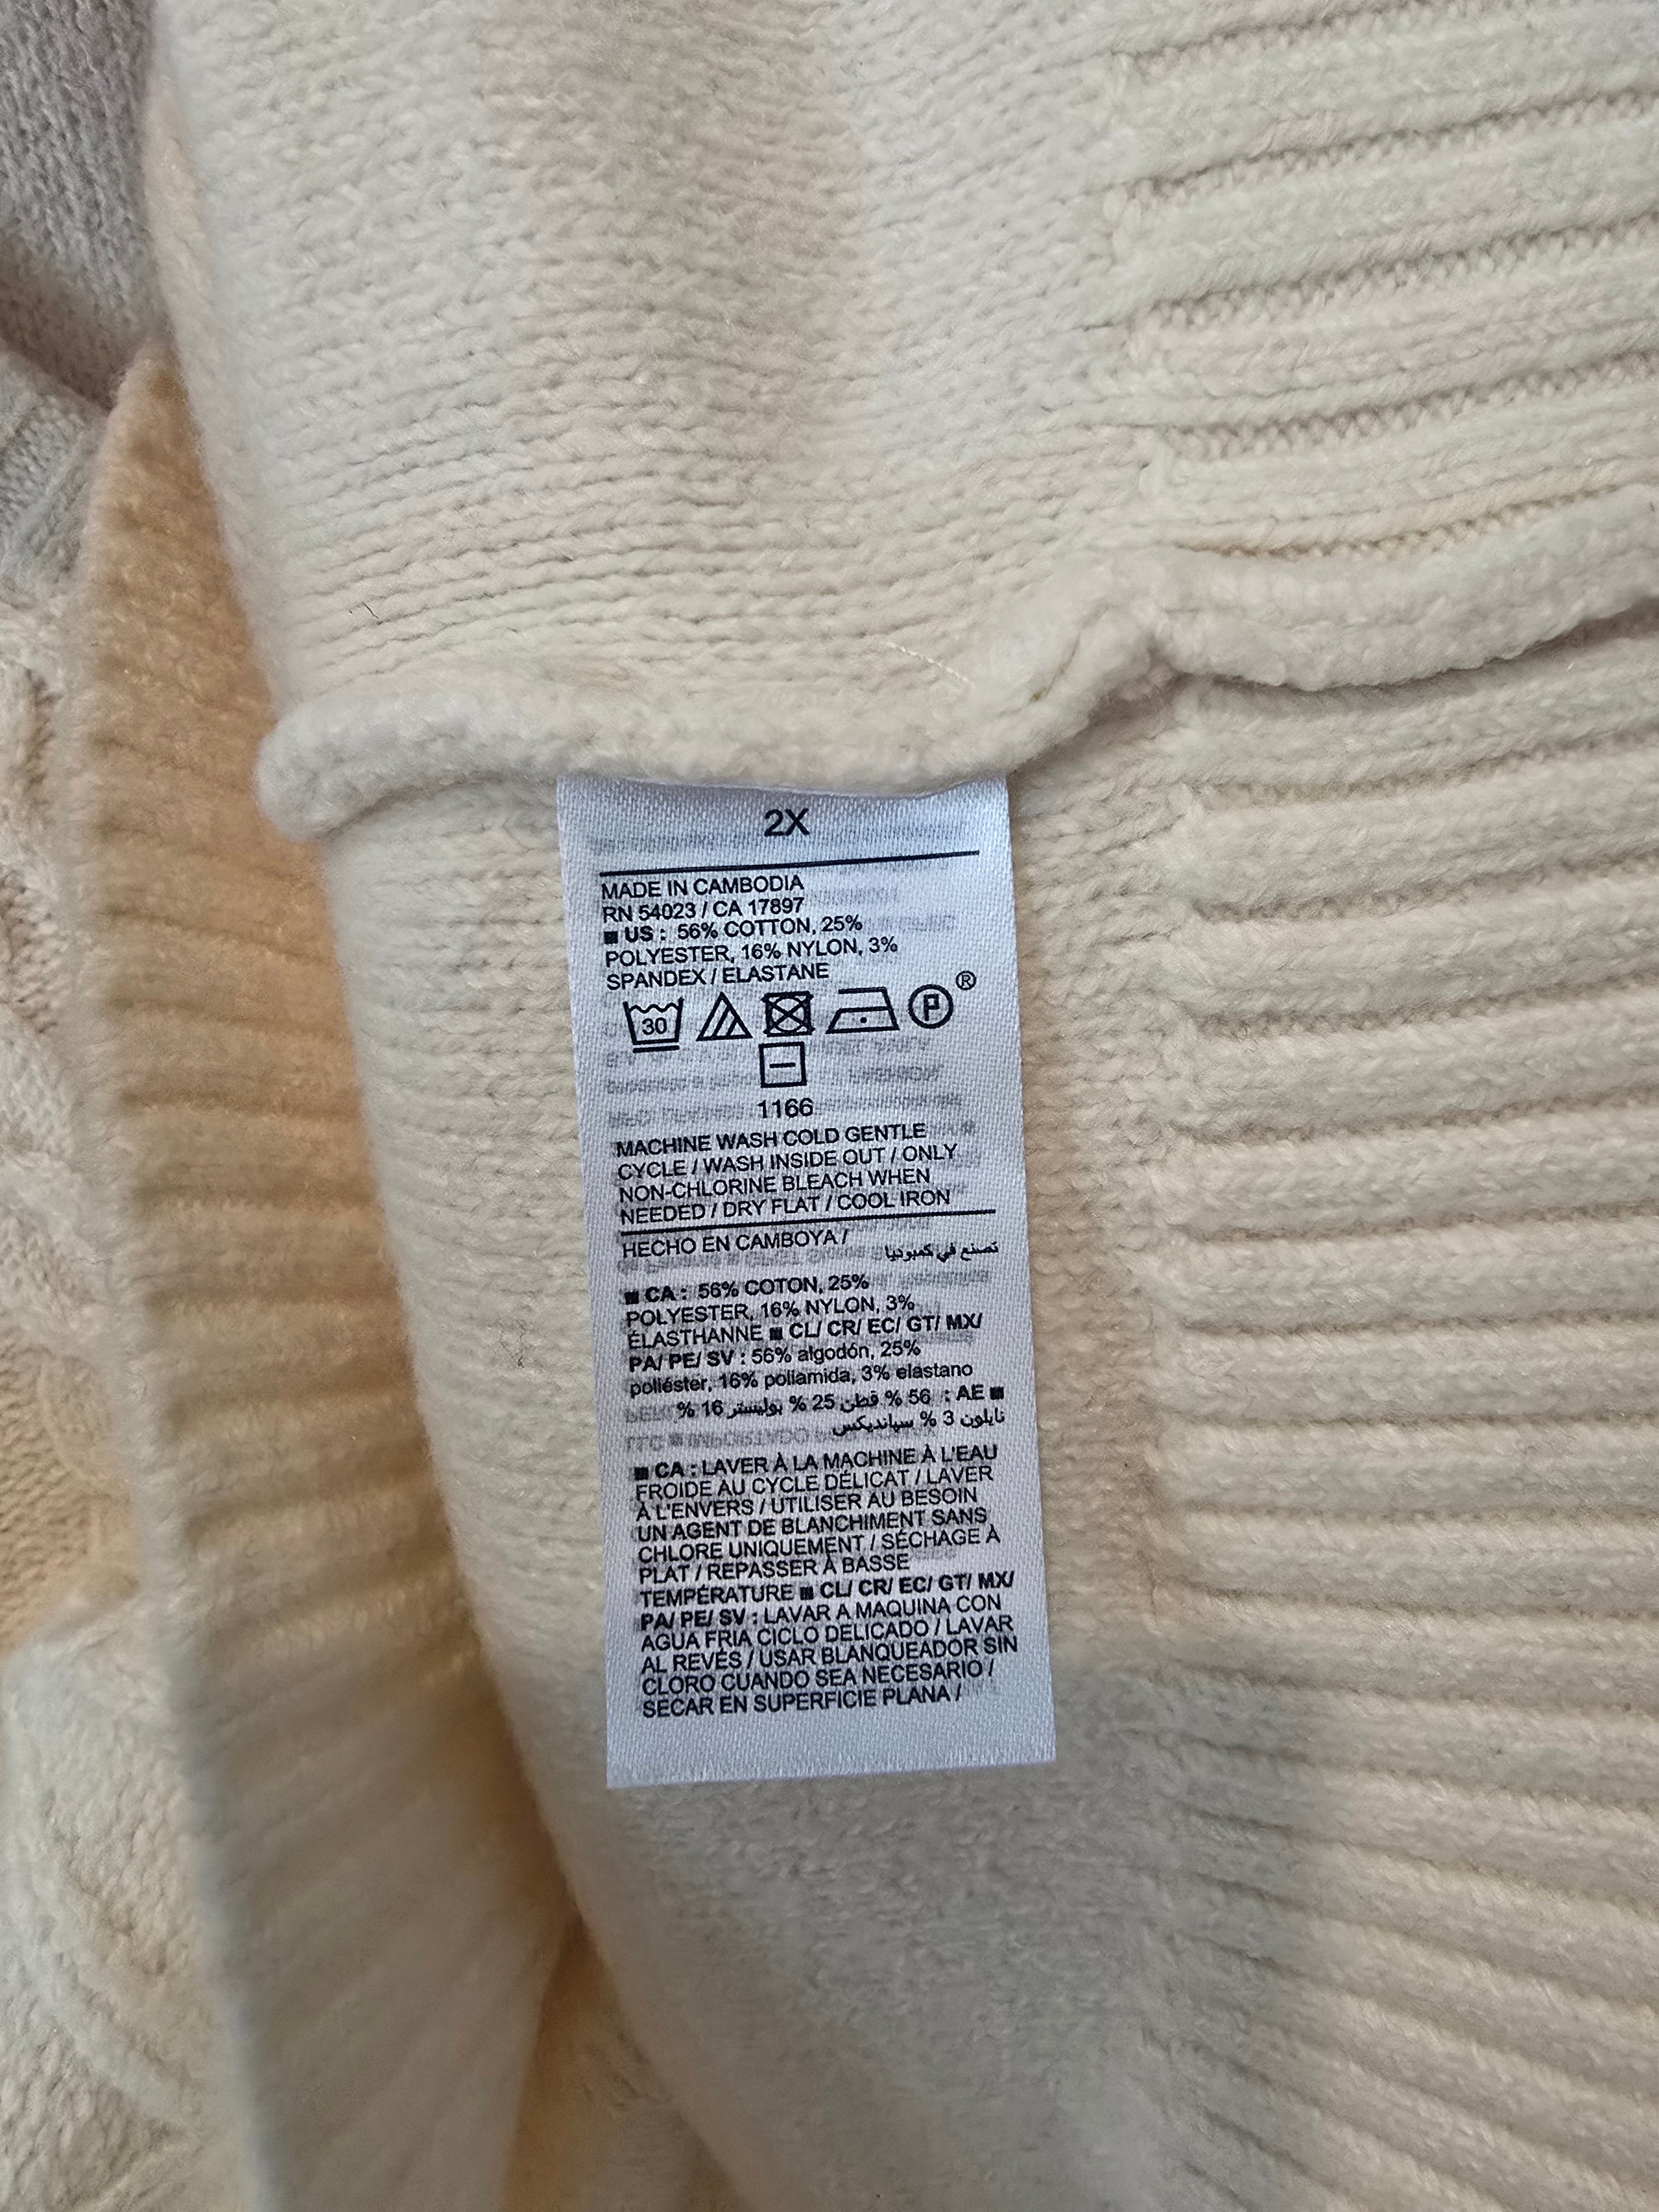 2X
MADE IN CAMBODIA
RN 54023 / CA 17897
■ US : 56% COTTON, 25%
POLYESTER, 16% NYLON, 3%
SPANDEX / ELASTANE
30 P ®
1166
MACHINE WASH COLD GENTLE
CYCLE / WASH INSIDE OUT / ONLY
NON-CHLORINE BLEACH WHEN
NEEDED / DRY FLAT / COOL IRON
HECHO EN CAMBOYA / تصنع في كمبوديا
■ CA : 56% COTON, 25%
POLYESTER, 16% NYLON, 3%
ÉLASTHANNE ■ CL/ CR/ EC/ GT/ MX/
PA/ PE/ SV : 56% algodón, 25%
poliéster, 16% poliamida, 3% elastano
■ AE : 56 % قطن 25 % بوليستر 16 %
نايلون 3 % سباندیكس
■ CA : LAVER À LA MACHINE À L'EAU
FROIDE AU CYCLE DÉLICAT / LAVER
À L'ENVERS / UTILISER AU BESOIN
UN AGENT DE BLANCHIMENT SANS
CHLORE UNIQUEMENT / SÉCHAGE À
PLAT / REPASSER À BASSE
TEMPÉRATURE ■ CL/ CR/ EC/ GT/ MX/
PA/ PE/ SV : LAVAR A MAQUINA CON
AGUA FRIA CICLO DELICADO / LAVAR
AL REVÉS / USAR BLANQUEADOR SIN
CLORO CUANDO SEA NECESARIO /
SECAR EN SUPERFICIE PLANA /